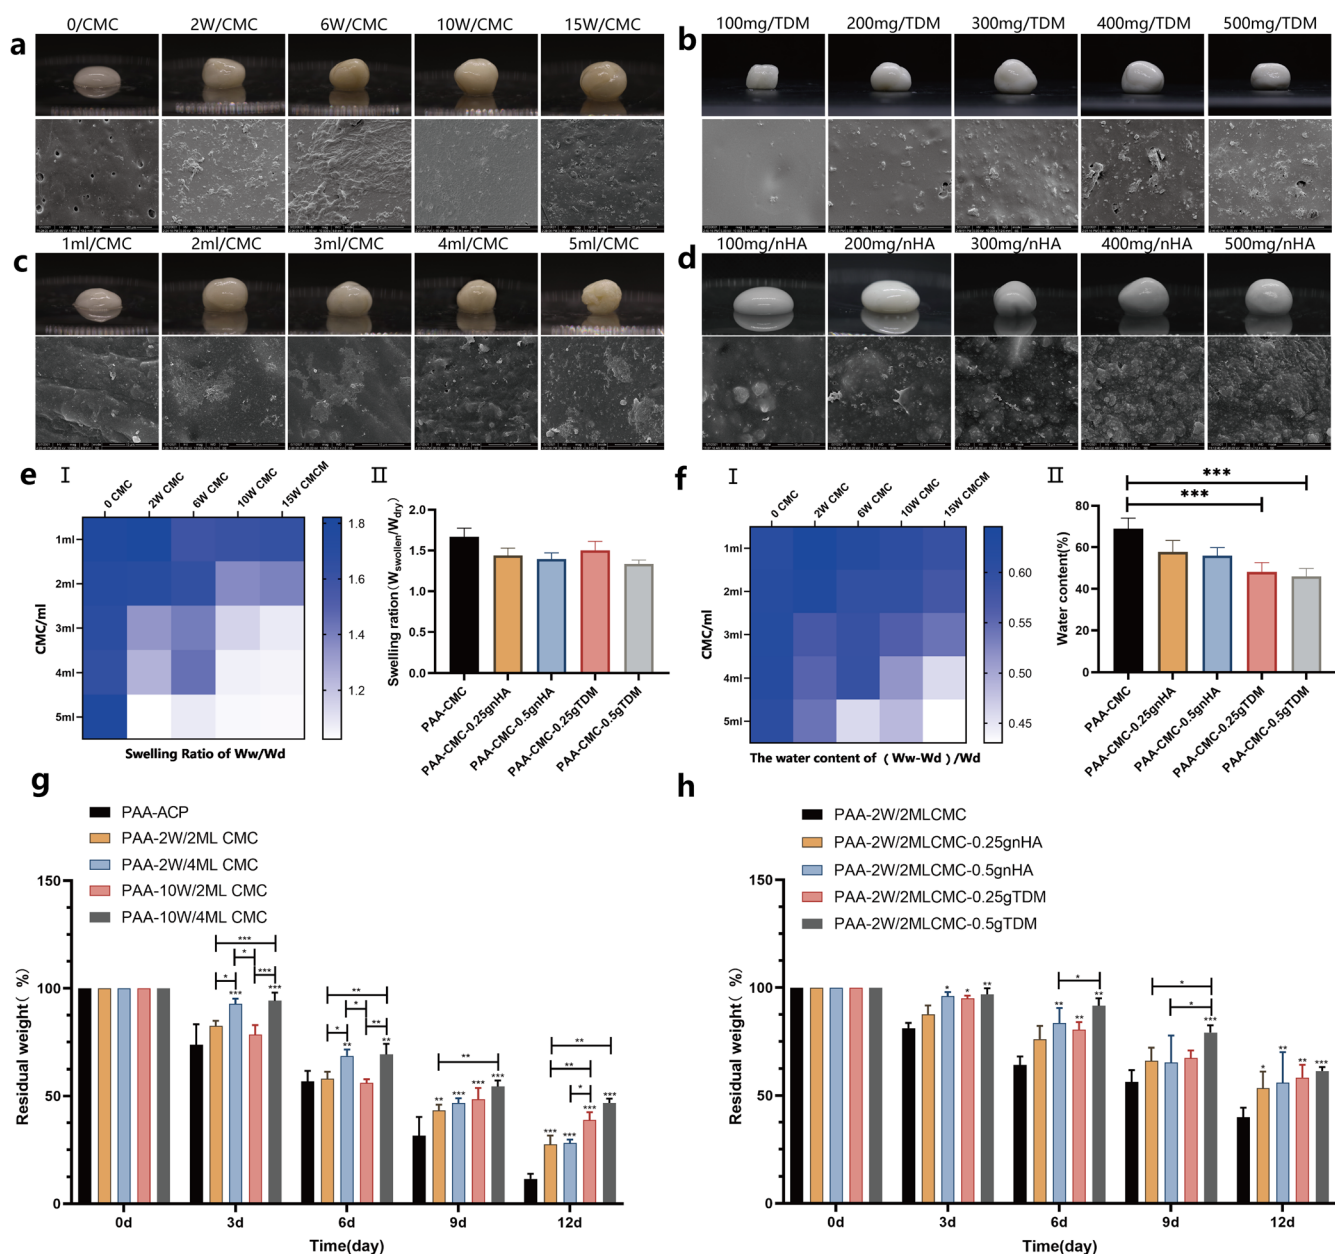 a
0/CMC 2W/CMC 6W/CMC 10W/CMC 15W/CMC
b
100mg/TDM 200mg/TDM 300mg/TDM 400mg/TDM 500mg/TDM
c
1ml/CMC 2ml/CMC 3ml/CMC 4ml/CMC 5ml/CMC
d
100mg/nHA 200mg/nHA 300mg/nHA 400mg/nHA 500mg/nHA
e
I
0 CMC
2W CMC
6W CMC
10W CMC
15W CMCM
CMC/ml
1ml
2ml
3ml
4ml
5ml
1.8
1.6
1.4
1.2
Swelling Ratio of Ww/Wd
II
Swelling ration(Wswollen/Wdry)
2.0
1.5
1.0
0.5
0.0
PAA-CMC
PAA-CMC-0.25gnHA
PAA-CMC-0.5gnHA
PAA-CMC-0.25gTDM
PAA-CMC-0.5gTDM
f
I
0 CMC
2W CMC
6W CMC
10W CMC
15W CMCM
CMC/ml
1ml
2ml
3ml
4ml
5ml
0.60
0.55
0.50
0.45
The water content of （Ww-Wd）/Wd
II
***
***
Water content(%)
80
60
40
20
0
PAA-CMC
PAA-CMC-0.25gnHA
PAA-CMC-0.5gnHA
PAA-CMC-0.25gTDM
PAA-CMC-0.5gTDM
g
PAA-ACP
PAA-2W/2ML CMC
PAA-2W/4ML CMC
PAA-10W/2ML CMC
PAA-10W/4ML CMC
Residual weight（ %）
150
100
50
0
***
*
* ***
*** ***
**
*
* **
** **
**
** *** *** ***
**
**
*
*** *** *** ***
0d 3d 6d 9d 12d
Time(day)
h
PAA-2W/2MLCMC
PAA-2W/2MLCMC-0.25gnHA
PAA-2W/2MLCMC-0.5gnHA
PAA-2W/2MLCMC-0.25gTDM
PAA-2W/2MLCMC-0.5gTDM
Residual weight（ %）
150
100
50
0
* * **
*
** ** **
*
*
***
* ** ** ***
0d 3d 6d 9d 12d
Time(day)